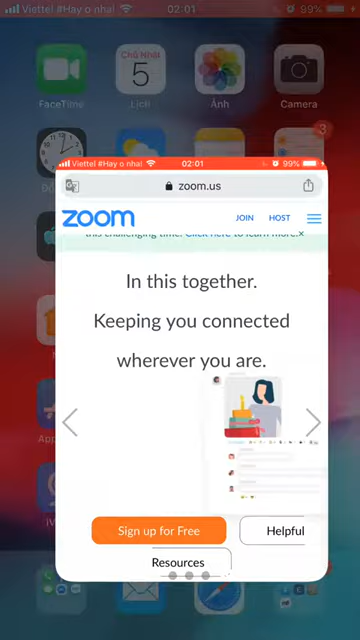 Viettel #Hay o nha! 02:01 99%
Chủ Nhật
5
FaceTime Lịch Ảnh Camera
3
Viettel #Hay o nha! 02:01 99%
zoom.us
zoom JOIN HOST
this challenging time. Click here to learn more.×
In this together.
Keeping you connected
wherever you are.
Sign up for Free Helpful
Resources